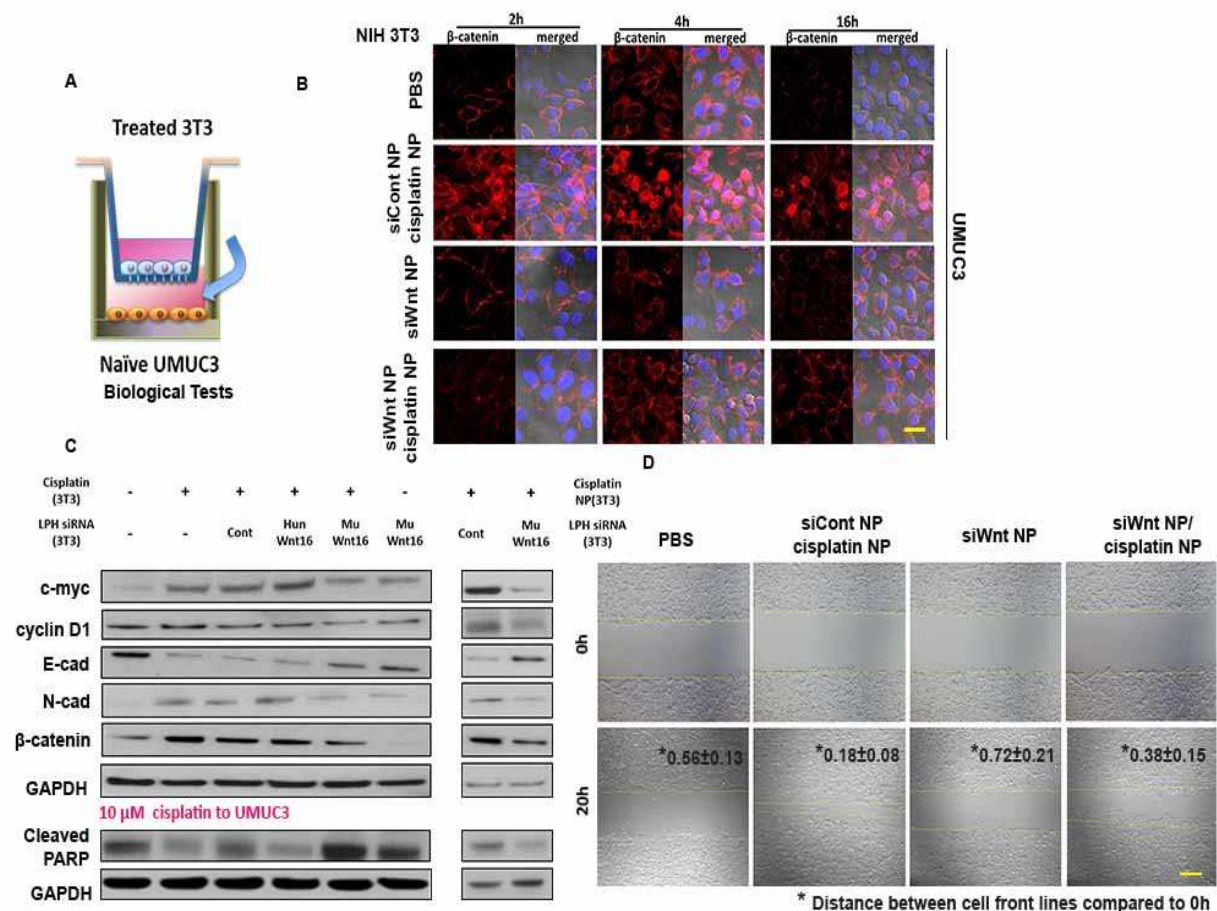 A
Treated 3T3
Naïve UMUC3
Biological Tests
B
NIH 3T3
2h
4h
16h
β-catenin merged
β-catenin merged
β-catenin merged
PBS
siCont NP
cisplatin NP
siWnt NP
siWnt NP
cisplatin NP
UMUC3
C
Cisplatin
(3T3)
- + + + + -
+ +
Cisplatin
NP(3T3)
LPH siRNA
(3T3)
- - Cont Hun Wnt16 Mu Wnt16 Mu Wnt16
Cont Mu Wnt16
LPH siRNA
(3T3)
c-myc
cyclin D1
E-cad
N-cad
β-catenin
GAPDH
10 µM cisplatin to UMUC3
Cleaved
PARP
GAPDH
D
PBS
siCont NP
cisplatin NP
siWnt NP
siWnt NP/
cisplatin NP
0h
20h
*0.56±0.13
*0.18±0.08
*0.72±0.21
*0.38±0.15
* Distance between cell front lines compared to 0h